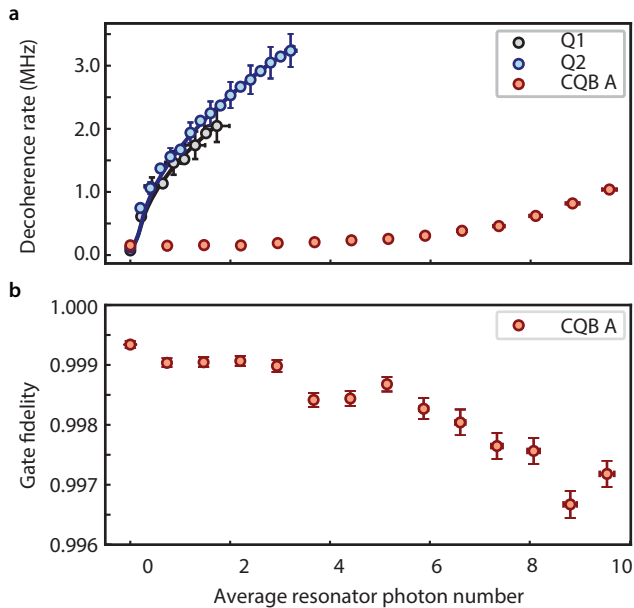 a
Decoherence rate (MHz)
3.0
2.0
1.0
0.0
Q1
Q2
CQB A
b
Gate fidelity
1.000
0.999
0.998
0.997
0.996
CQB A
0 2 4 6 8 10
Average resonator photon number